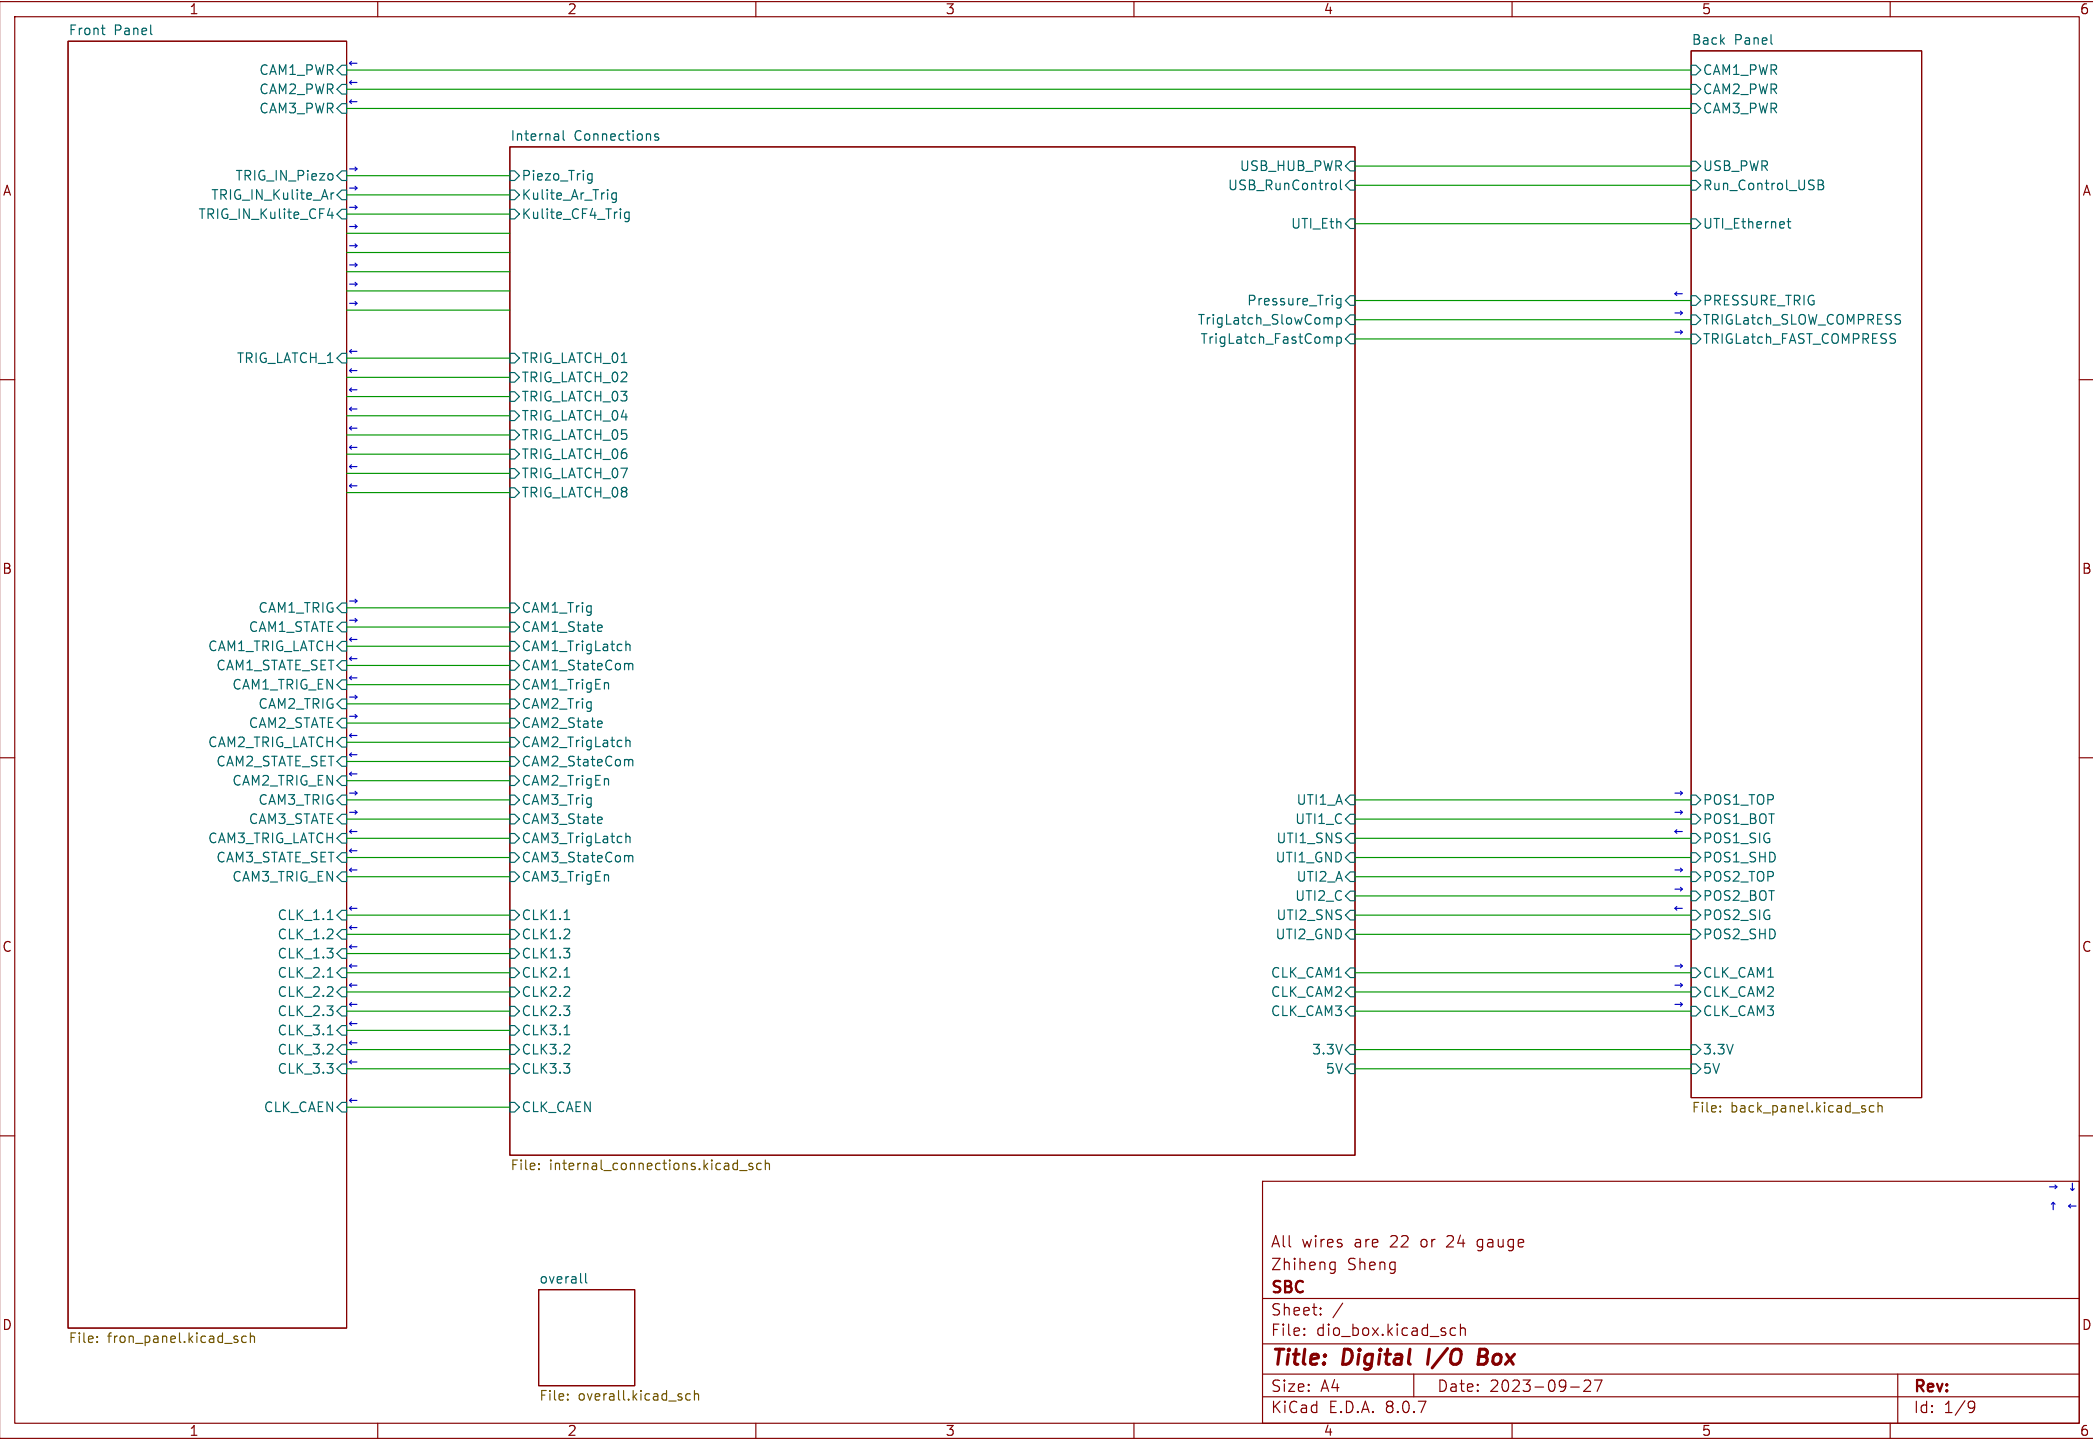 1 2 3 4 5 6
Front Panel
Back Panel
CAM1_PWR CAM1_PWR
CAM2_PWR CAM2_PWR
CAM3_PWR CAM3_PWR
Internal Connections
USB_HUB_PWR USB_PWR
TRIG_IN_Piezo Piezo_Trig
USB_RunControl Run_Control_USB
A A
TRIG_IN_Kulite_Ar Kulite_Ar_Trig
TRIG_IN_Kulite_CF4 Kulite_CF4_Trig
UTI_Eth UTI_Ethernet
Pressure_Trig PRESSURE_TRIG
TrigLatch_SlowComp TRIGLatch_SLOW_COMPRESS
TrigLatch_FastComp TRIGLatch_FAST_COMPRESS
TRIG_LATCH_1 TRIG_LATCH_01
TRIG_LATCH_02
TRIG_LATCH_03
TRIG_LATCH_04
TRIG_LATCH_05
TRIG_LATCH_06
TRIG_LATCH_07
TRIG_LATCH_08
B B
CAM1_TRIG CAM1_Trig
CAM1_STATE CAM1_State
CAM1_TRIG_LATCH CAM1_TrigLatch
CAM1_STATE_SET CAM1_StateCom
CAM1_TRIG_EN CAM1_TrigEn
CAM2_TRIG CAM2_Trig
CAM2_STATE CAM2_State
CAM2_TRIG_LATCH CAM2_TrigLatch
CAM2_STATE_SET CAM2_StateCom
CAM2_TRIG_EN CAM2_TrigEn
CAM3_TRIG CAM3_Trig UTI1_A POS1_TOP
CAM3_STATE CAM3_State UTI1_C POS1_BOT
CAM3_TRIG_LATCH CAM3_TrigLatch UTI1_SNS POS1_SIG
CAM3_STATE_SET CAM3_StateCom UTI1_GND POS1_SHD
CAM3_TRIG_EN CAM3_TrigEn UTI2_A POS2_TOP
UTI2_C POS2_BOT
CLK_1.1 CLK1.1 UTI2_SNS POS2_SIG
CLK_1.2 CLK1.2 UTI2_GND POS2_SHD
C C
CLK_1.3 CLK1.3
CLK_2.1 CLK2.1 CLK_CAM1 CLK_CAM1
CLK_2.2 CLK2.2 CLK_CAM2 CLK_CAM2
CLK_2.3 CLK2.3 CLK_CAM3 CLK_CAM3
CLK_3.1 CLK3.1
CLK_3.2 CLK3.2 3.3V 3.3V
CLK_3.3 CLK3.3 5V 5V
CLK_CAEN CLK_CAEN
File: back_panel.kicad_sch
File: internal_connections.kicad_sch
→ ↓
↑ ←
All wires are 22 or 24 gauge
Zhiheng Sheng
SBC
overall
Sheet: /
File: dio_box.kicad_sch
D D
File: fron_panel.kicad_sch
Title: Digital I/O Box
Size: A4 Date: 2023-09-27 Rev:
File: overall.kicad_sch
KiCad E.D.A. 8.0.7 Id: 1/9
1 2 3 4 5 6